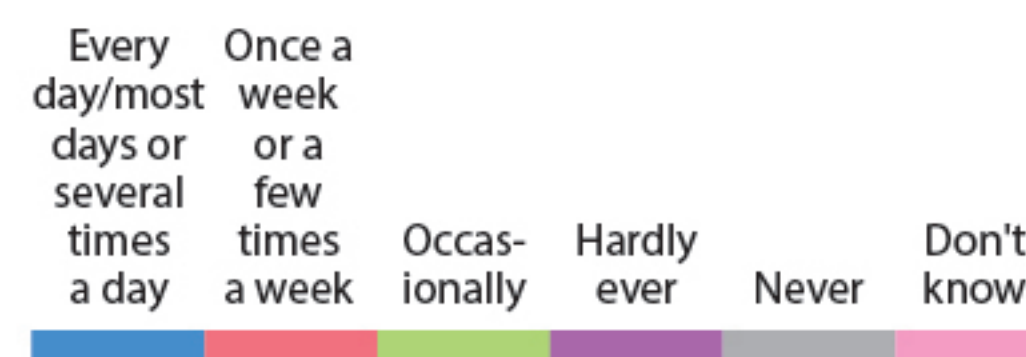 Every
day/most
days or
several
times
a day
Once a
week
or a
few
times
a week
Occas-
ionally
Hardly
ever
Never
Don't
know